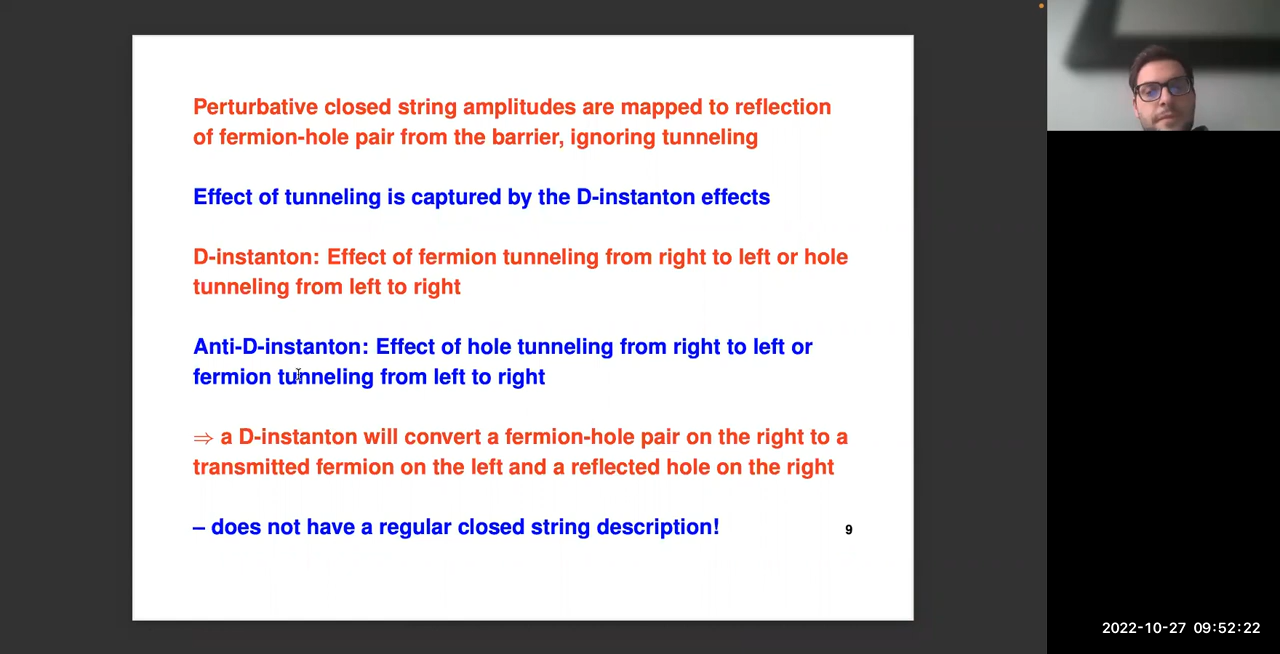 Perturbative closed string amplitudes are mapped to reflection
of fermion-hole pair from the barrier, ignoring tunneling
Effect of tunneling is captured by the D-instanton effects
D-instanton: Effect of fermion tunneling from right to left or hole
tunneling from left to right
Anti-D-instanton: Effect of hole tunneling from right to left or
fermion tunneling from left to right
⇒ a D-instanton will convert a fermion-hole pair on the right to a
transmitted fermion on the left and a reflected hole on the right
– does not have a regular closed string description!
9
2022-10-27 09:52:22